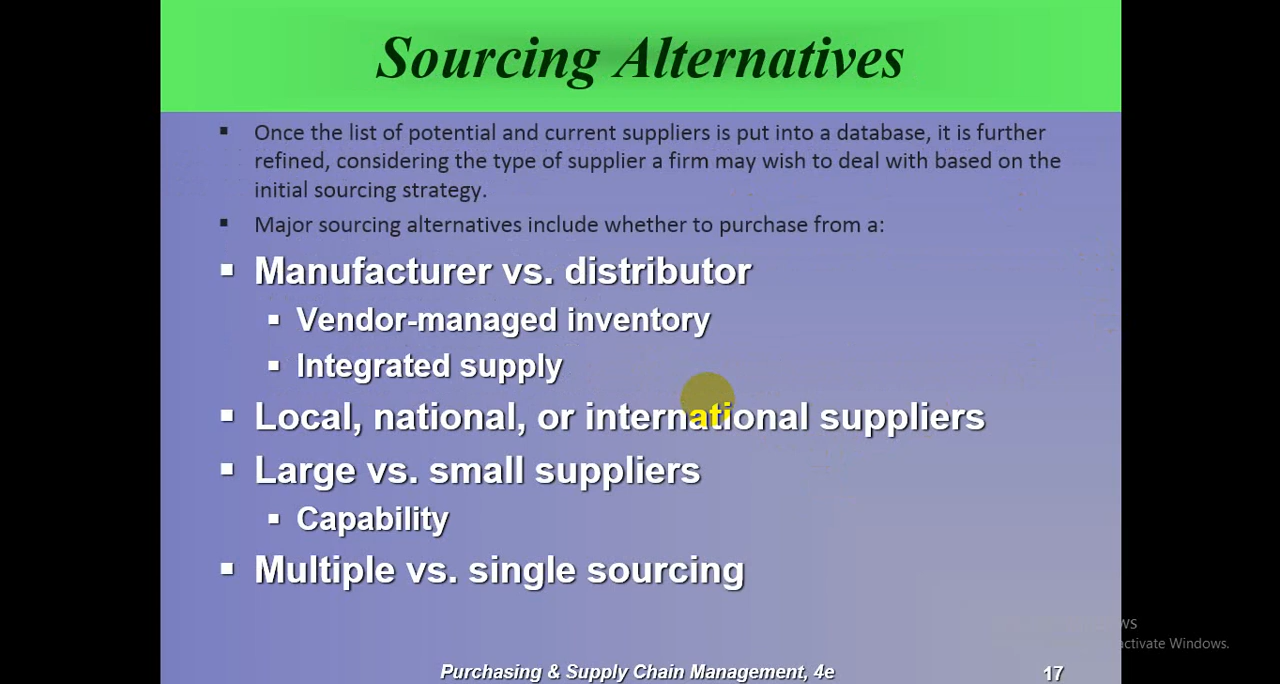 Sourcing Alternatives
▪ Once the list of potential and current suppliers is put into a database, it is further
refined, considering the type of supplier a firm may wish to deal with based on the
initial sourcing strategy.
▪ Major sourcing alternatives include whether to purchase from a:
▪ Manufacturer vs. distributor
▪ Vendor-managed inventory
▪ Integrated supply
▪ Local, national, or international suppliers
▪ Large vs. small suppliers
▪ Capability
▪ Multiple vs. single sourcing
Windows.
Purchasing & Supply Chain Management, 4e
17